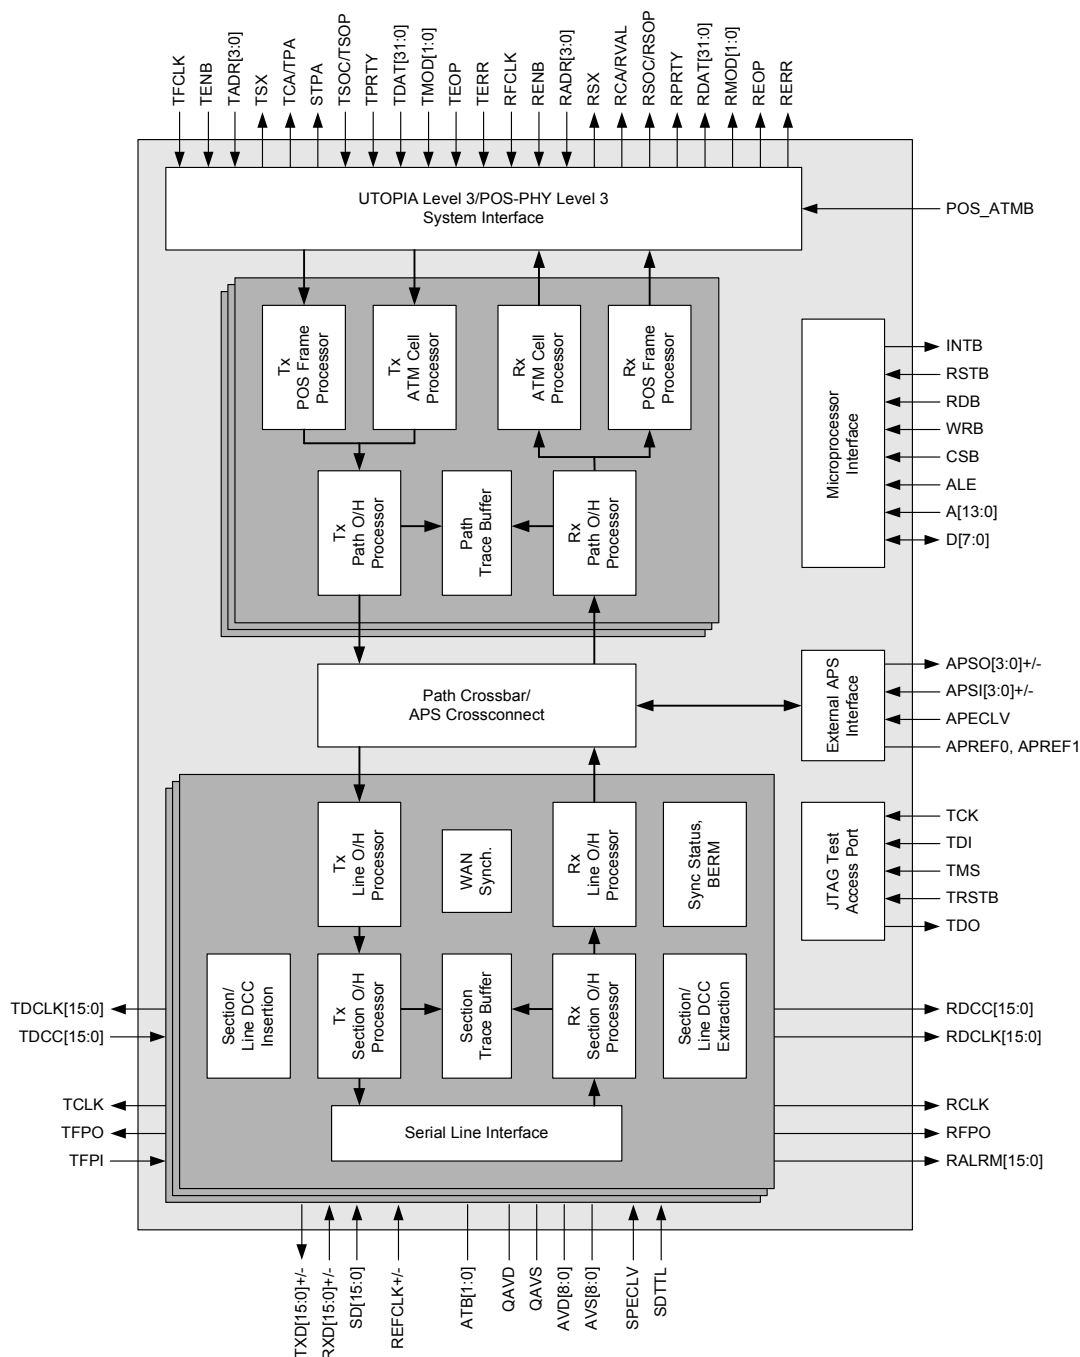 TFCLK
TENB
TADR[3:0]
TSX
TCA/TPA
STPA
TSOC/TSOP
TPRTY
TDAT[31:0]
TMOD[1:0]
TEOP
TERR
RFCLK
RENB
RADR[3:0]
RSX
RCA/RVAL
RSOC/RSOP
RPRTY
RDAT[31:0]
RMOD[1:0]
REOP
RERR
UTOPIA Level 3/POS-PHY Level 3
System Interface
POS_ATMB
Tx
POS Frame
Processor
Tx
ATM Cell
Processor
Rx
ATM Cell
Processor
Rx
POS Frame
Processor
Microprocessor
Interface
INTB
RSTB
RDB
WRB
CSB
ALE
A[13:0]
D[7:0]
Tx
Path O/H
Processor
Path
Trace Buffer
Rx
Path O/H
Processor
Path Crossbar/
APS Crossconnect
External APS
Interface
APSO[3:0]+/-
APSI[3:0]+/-
APECLV
APREF0, APREF1
Tx
Line O/H
Processor
WAN
Synch.
Rx
Line O/H
Processor
Sync Status,
BERM
JTAG Test
Access Port
TCK
TDI
TMS
TRSTB
TDO
Section/
Line DCC
Insertion
Tx
Section O/H
Processor
Section
Trace Buffer
Rx
Section O/H
Processor
Section/
Line DCC
Extraction
TDCLK[15:0]
TDCC[15:0]
TCLK
TFPO
TFPI
RDCC[15:0]
RDCLK[15:0]
RCLK
RFPO
RALRM[15:0]
Serial Line Interface
TXD[15:0]+/-
RXD[15:0]+/-
SD[15:0]
REFCLK+/-
ATB[1:0]
QAVD
QAVS
AVD[8:0]
AVS[8:0]
SPECLV
SDTTL